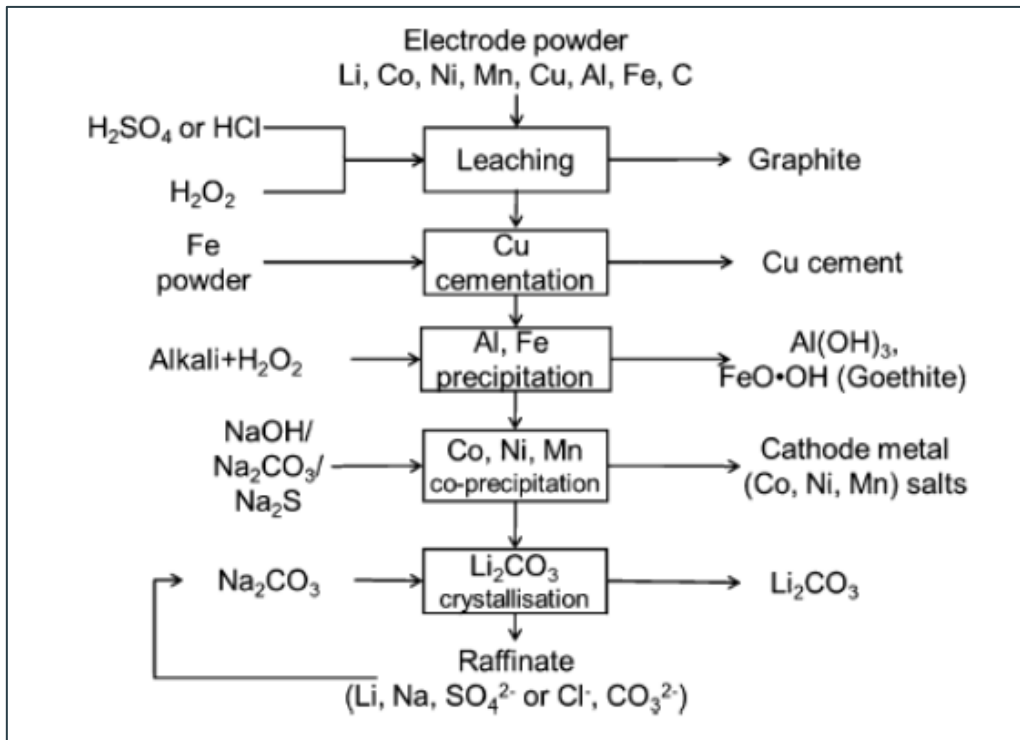 Electrode powder
Li, Co, Ni, Mn, Cu, Al, Fe, C
H₂SO₄ or HCl
H₂O₂
Leaching
Graphite
Fe
powder
Cu
cementation
Cu cement
Alkali+H₂O₂
Al, Fe
precipitation
Al(OH)₃,
FeO•OH (Goethite)
NaOH/
Na₂CO₃/
Na₂S
Co, Ni, Mn
co-precipitation
Cathode metal
(Co, Ni, Mn) salts
Na₂CO₃
Li₂CO₃
crystallisation
Li₂CO₃
Raffinate
(Li, Na, SO₄²⁻ or Cl⁻, CO₃²⁻)